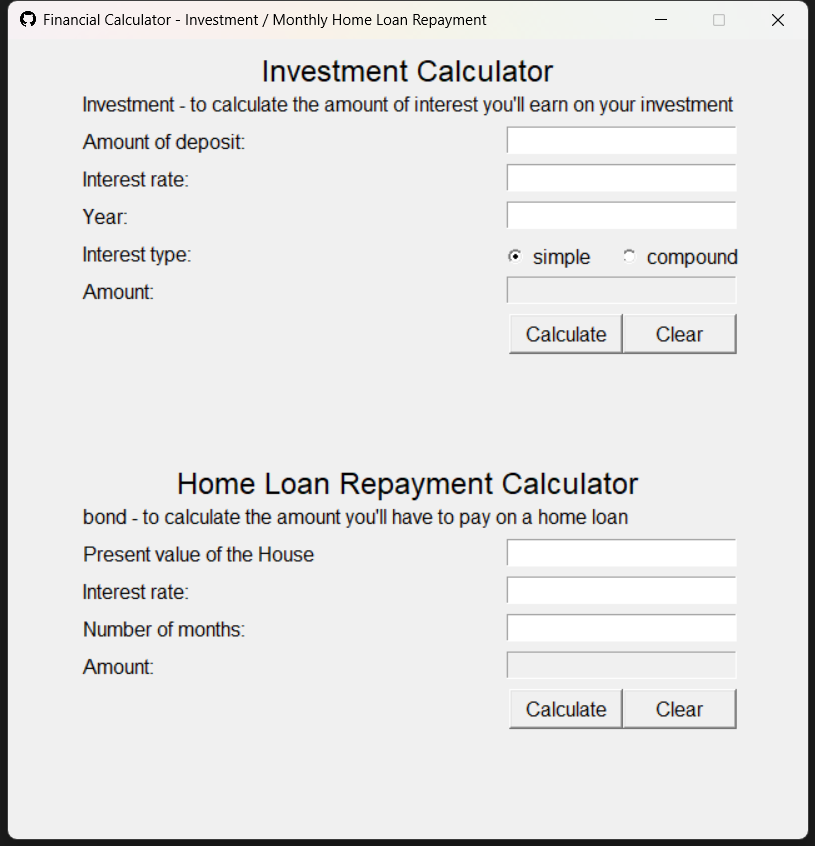 Financial Calculator - Investment / Monthly Home Loan Repayment
Investment Calculator
Investment - to calculate the amount of interest you'll earn on your investment
Amount of deposit:
Interest rate:
Year:
Interest type: simple compound
Amount:
Calculate Clear
Home Loan Repayment Calculator
bond - to calculate the amount you'll have to pay on a home loan
Present value of the House
Interest rate:
Number of months:
Amount:
Calculate Clear